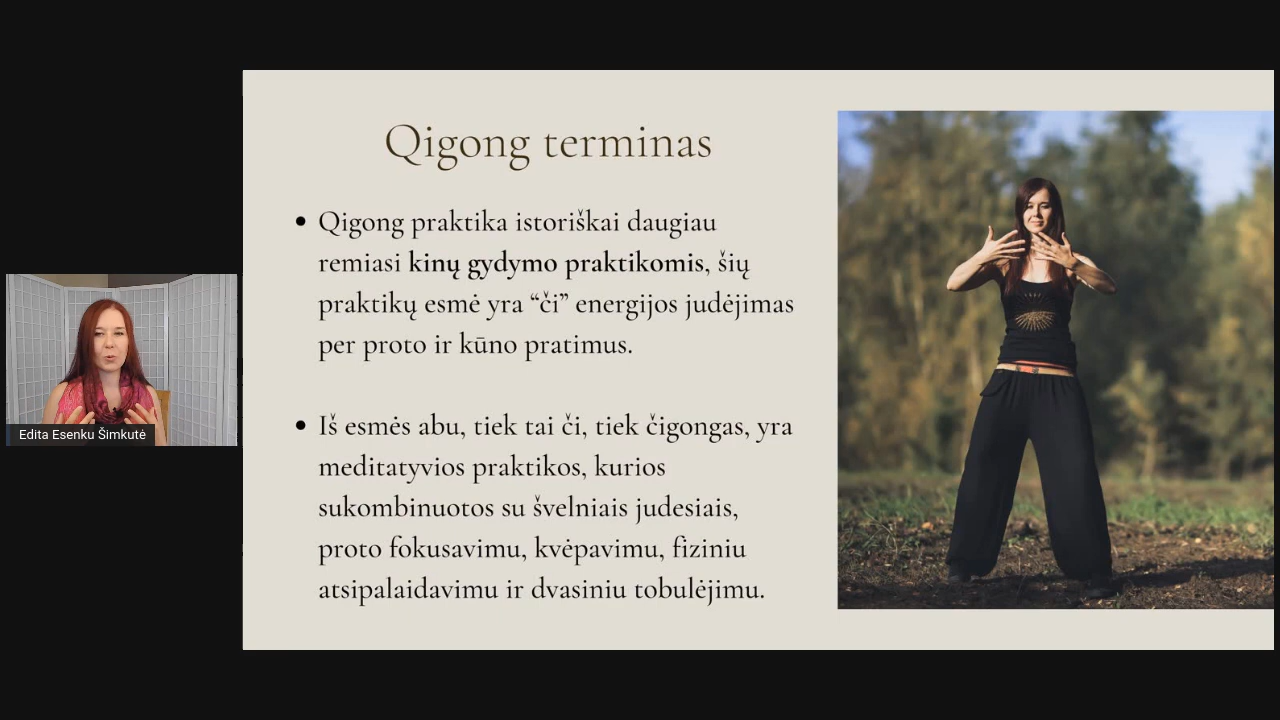 Qigong terminas
Qigong praktika istoriškai daugiau
remiasi kinų gydymo praktikomis, šių
praktikų esmė yra “či” energijos judėjimas
per proto ir kūno pratimus.
Iš esmės abu, tiek tai či, tiek čigongas, yra
meditatyvios praktikos, kurios
sukombinuotos su švelniais judesiais,
proto fokusavimu, kvėpavimu, fiziniu
atsipalaidavimu ir dvasiniu tobulėjimu.
Edita Esenku Šimkutė